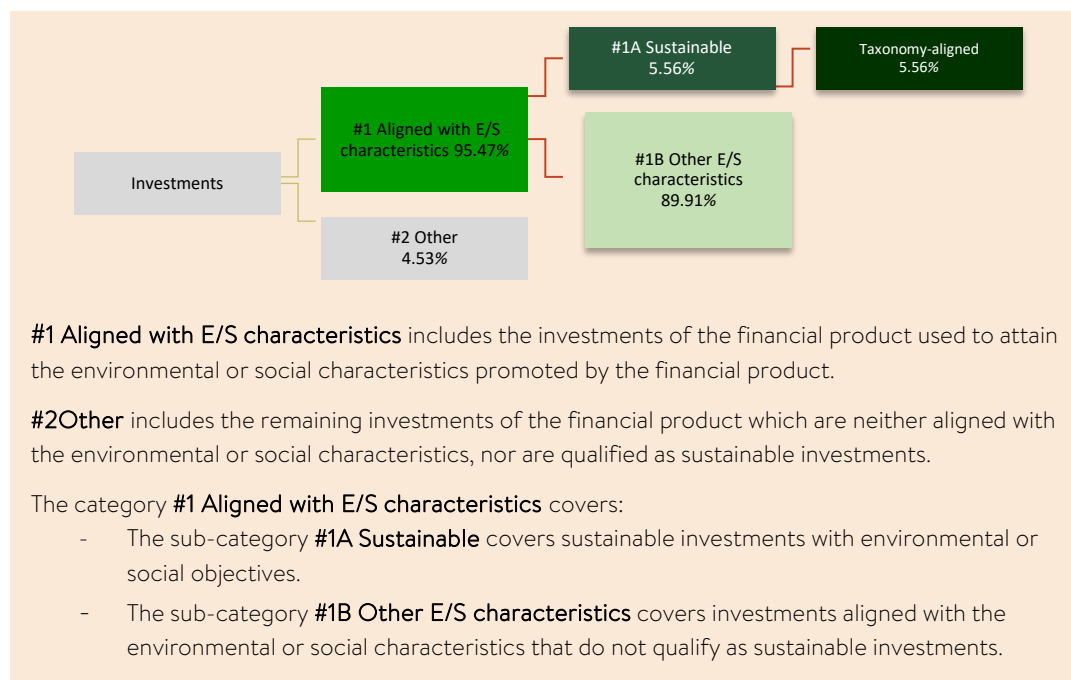 #1A Sustainable
5.56%
Taxonomy-aligned
5.56%
#1 Aligned with E/S
characteristics 95.47%
#1B Other E/S
characteristics
89.91%
Investments
#2 Other
4.53%
#1 Aligned with E/S characteristics includes the investments of the financial product used to attain
the environmental or social characteristics promoted by the financial product.
#2Other includes the remaining investments of the financial product which are neither aligned with
the environmental or social characteristics, nor are qualified as sustainable investments.
The category #1 Aligned with E/S characteristics covers:
- The sub-category #1A Sustainable covers sustainable investments with environmental or
social objectives.
- The sub-category #1B Other E/S characteristics covers investments aligned with the
environmental or social characteristics that do not qualify as sustainable investments.